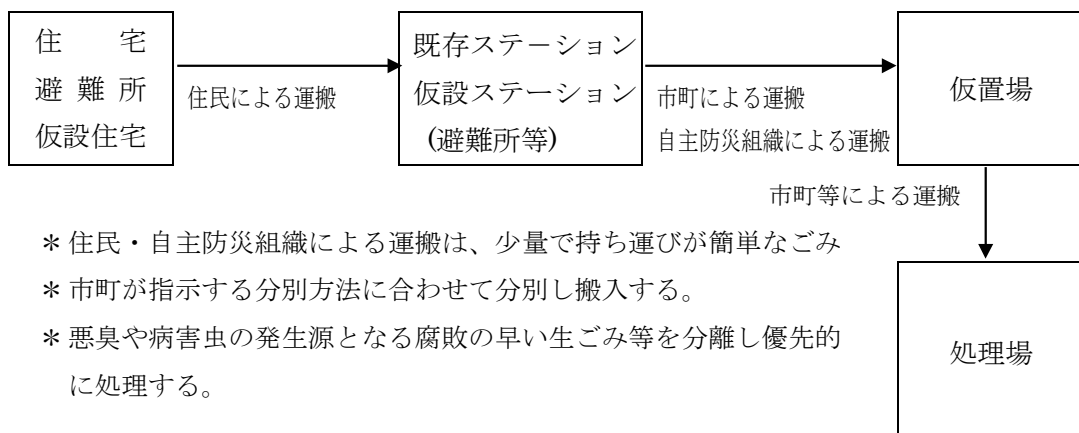 住　　宅
避 難 所
仮設住宅
住民による運搬
既存ステーション
仮設ステーション
(避難所等)
市町による運搬
自主防災組織による運搬
仮置場
市町等による運搬
処理場
＊住民・自主防災組織による運搬は、少量で持ち運びが簡単なごみ
＊市町が指示する分別方法に合わせて分別し搬入する。
＊悪臭や病害虫の発生源となる腐敗の早い生ごみ等を分離し優先的
に処理する。